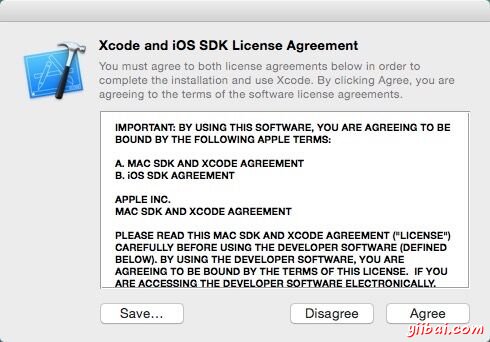 Xcode and iOS SDK License Agreement
You must agree to both license agreements below in order to
complete the installation and use Xcode. By clicking Agree, you are
agreeing to the terms of the software license agreements.
IMPORTANT: BY USING THIS SOFTWARE, YOU ARE AGREEING TO BE
BOUND BY THE FOLLOWING APPLE TERMS:
A. MAC SDK AND XCODE AGREEMENT
B. iOS SDK AGREEMENT
APPLE INC.
MAC SDK AND XCODE AGREEMENT
PLEASE READ THIS MAC SDK AND XCODE AGREEMENT ("LICENSE")
CAREFULLY BEFORE USING THE DEVELOPER SOFTWARE (DEFINED
BELOW). BY USING THE DEVELOPER SOFTWARE, YOU ARE
AGREEING TO BE BOUND BY THE TERMS OF THIS LICENSE. IF YOU
ARE ACCESSING THE DEVELOPER SOFTWARE ELECTRONICALLY,
Save...
Disagree
Agree
yiibai.com